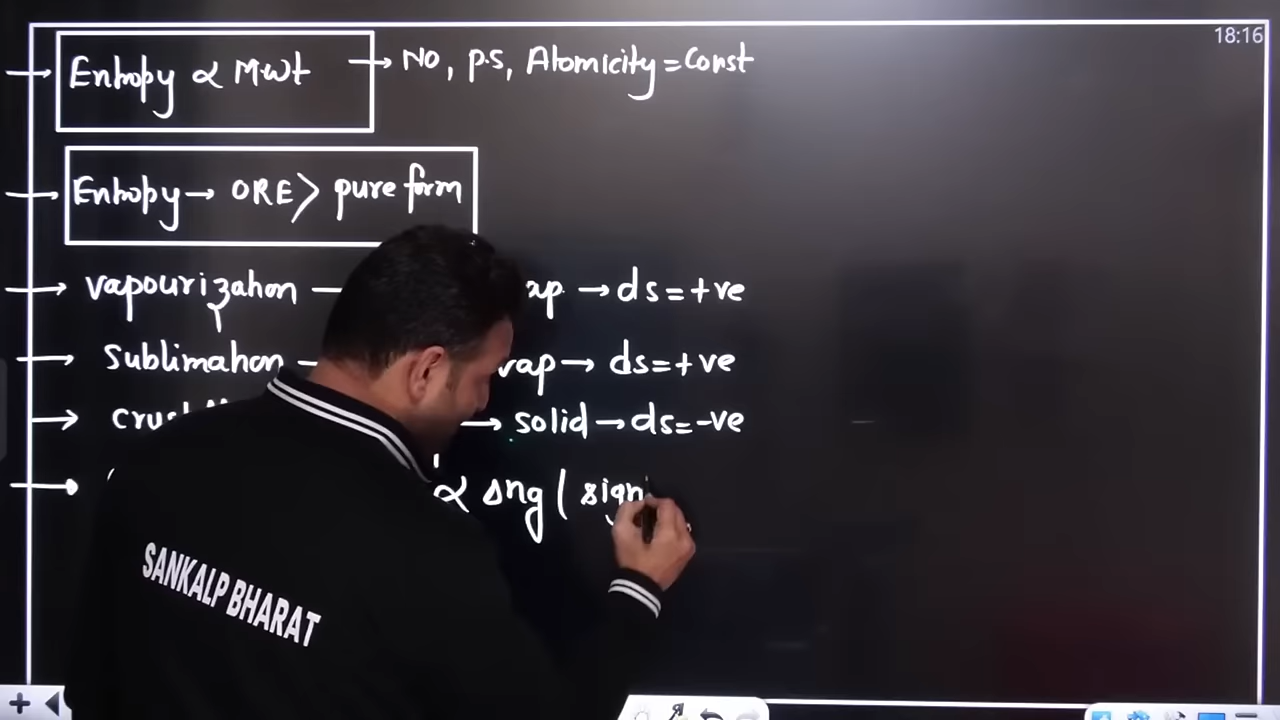 18:16
→ Entropy ∝ M.wt → NO, p.s, Atomicity = Const
→ Entropy → ORE > pure form
→ vapourization — ap → ds = +ve
→ Sublimation — vap → ds = +ve
→ → solid → ds = -ve
→ ∝ Δng ( sign
SANKALP BHARAT